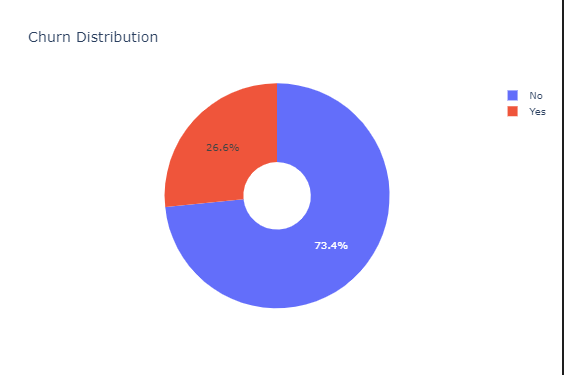 Churn Distribution
No
Yes
26.6%
73.4%